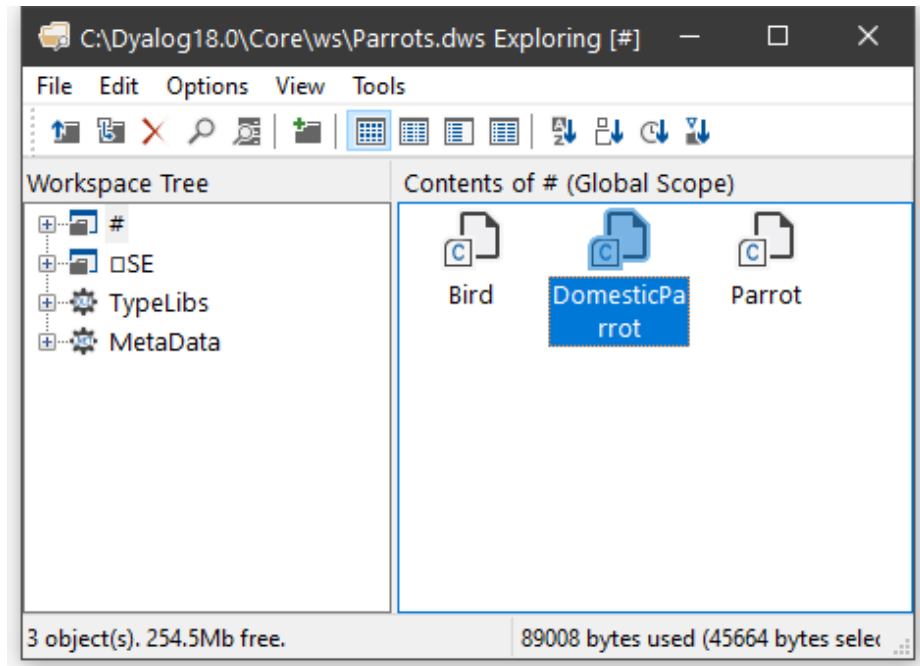 C:\Dyalog18.0\Core\ws\Parrots.dws Exploring [#]
File Edit Options View Tools
Workspace Tree
Contents of # (Global Scope)
#
⎕SE
TypeLibs
MetaData
Bird
DomesticPa
rrot
Parrot
3 object(s). 254.5Mb free.
89008 bytes used (45664 bytes selec